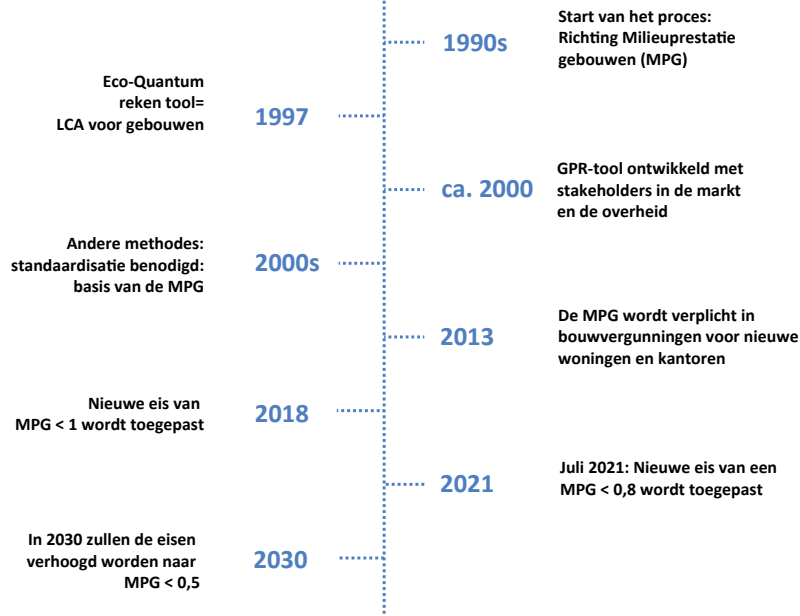 1990s
Start van het proces:
Richting Milieuprestatie
gebouwen (MPG)
Eco-Quantum
reken tool=
LCA voor gebouwen
1997
ca. 2000
GPR-tool ontwikkeld met
stakeholders in de markt
en de overheid
Andere methodes:
standaardisatie benodigd:
basis van de MPG
2000s
2013
De MPG wordt verplicht in
bouwvergunningen voor nieuwe
woningen en kantoren
Nieuwe eis van
MPG < 1 wordt toegepast
2018
2021
Juli 2021: Nieuwe eis van een
MPG < 0,8 wordt toegepast
In 2030 zullen de eisen
verhoogd worden naar
MPG < 0,5
2030